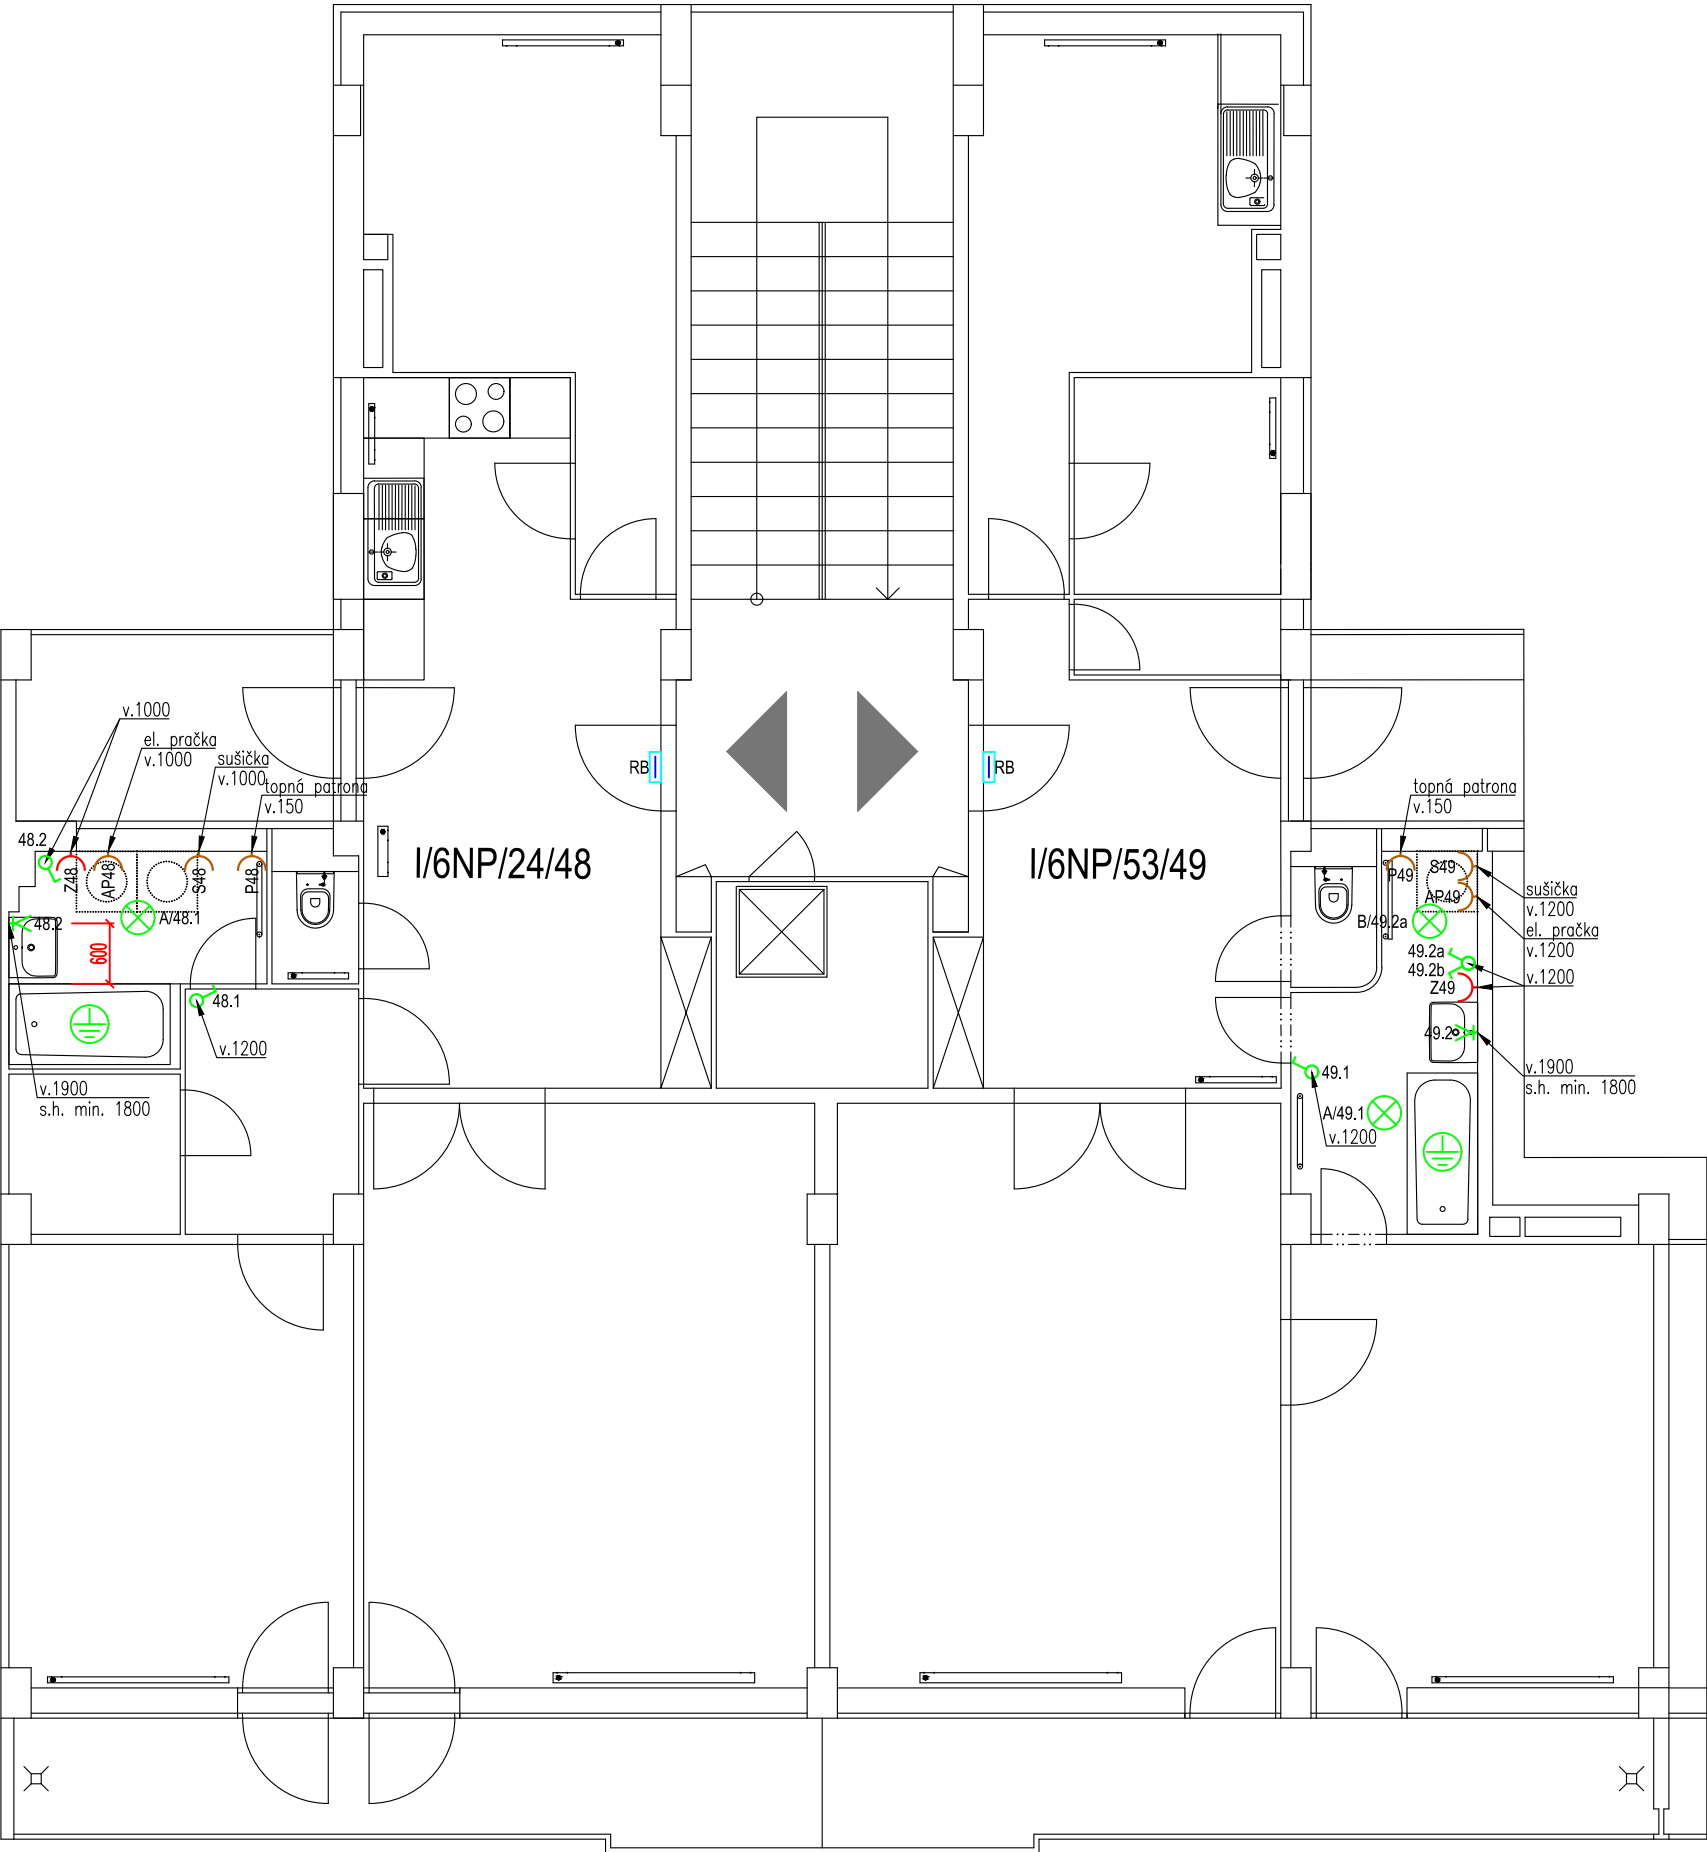 v.1000
el. pračka
v.1000
sušička
v.1000
topná patrona
v.150
48.2
Z48
AP48
S48
P48
A/48.1
48.2
600
48.1
v.1200
v.1900
s.h. min. 1800
RB
RB
I/6NP/24/48
I/6NP/53/49
topná patrona
v.150
P49
S49
AP49
sušička
v.1200
B/49.2a
el. pračka
v.1200
49.2a
49.2b
v.1200
Z49
49.2
v.1900
s.h. min. 1800
49.1
A/49.1
v.1200